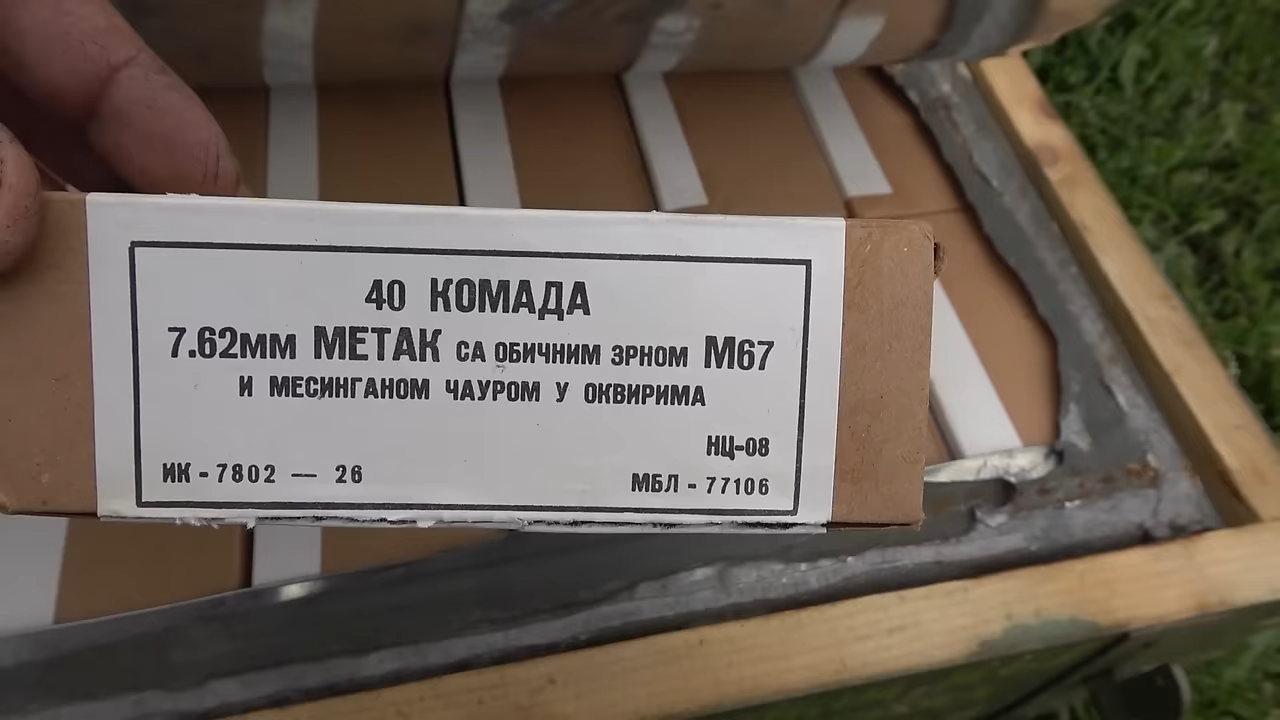 40 КОМАДА
7.62мм МЕТАК СА ОБИЧНИМ ЗРНОМ М67
И МЕСИНГАНОМ ЧАУРОМ У ОКВИРИМА
НЦ-08
ИК - 7802 — 26
МБЛ - 77106